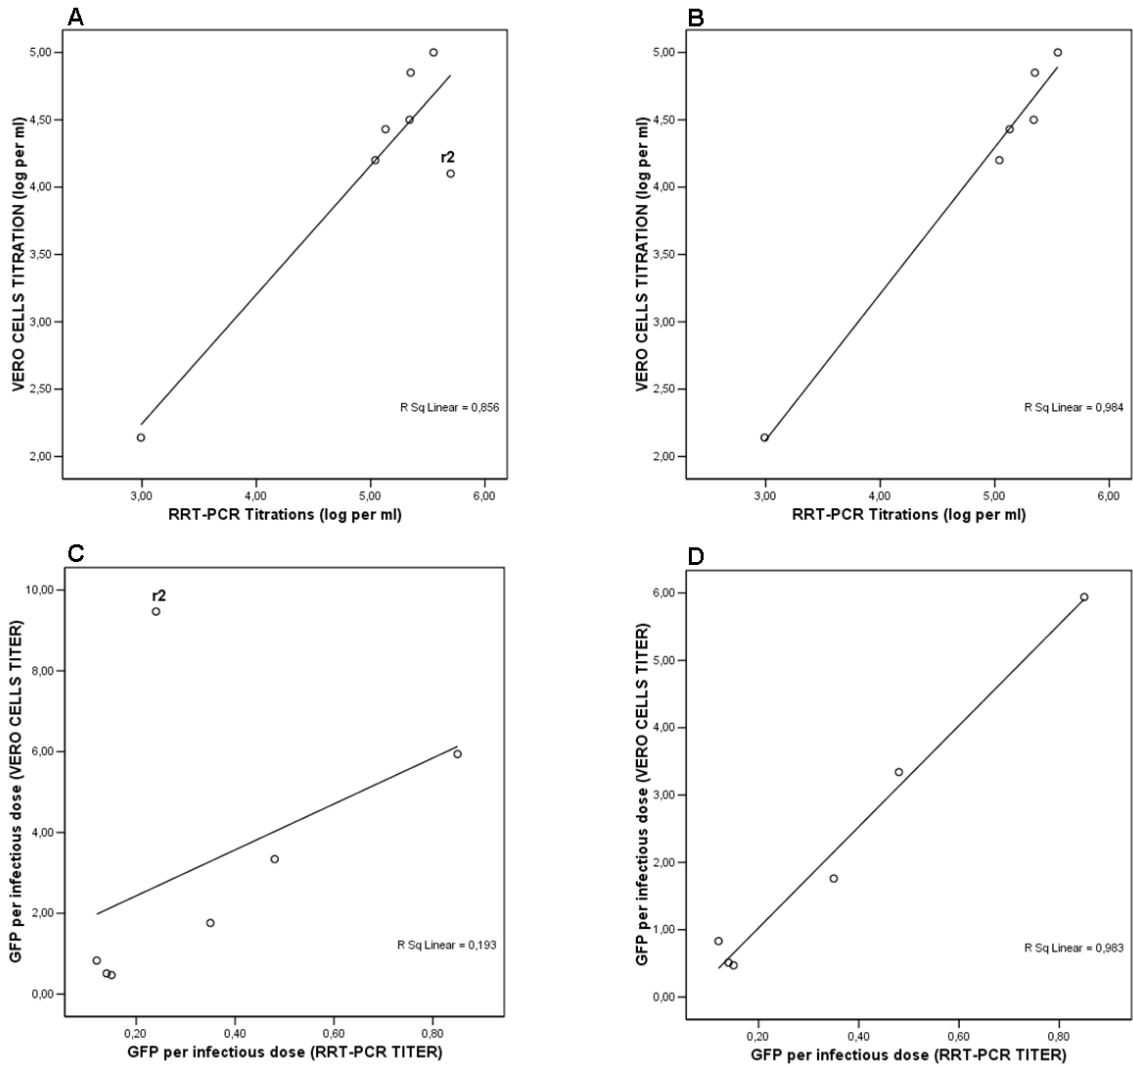 A
VERO CELLS TITRATION (log per ml)
5,00
4,50
4,00
3,50
3,00
2,50
2,00
r2
R Sq Linear = 0,856
3,00 4,00 5,00 6,00
RRT-PCR Titrations (log per ml)
B
VERO CELLS TITRATION (log per ml)
5,00
4,50
4,00
3,50
3,00
2,50
2,00
R Sq Linear = 0,984
3,00 4,00 5,00 6,00
RRT-PCR Titrations (log per ml)
C
GFP per infectious dose (VERO CELLS TITER)
10,00
8,00
6,00
4,00
2,00
0,00
r2
R Sq Linear = 0,193
0,20 0,40 0,60 0,80
GFP per infectious dose (RRT-PCR TITER)
D
GFP per infectious dose (VERO CELLS TITER)
6,00
5,00
4,00
3,00
2,00
1,00
0,00
R Sq Linear = 0,983
0,20 0,40 0,60 0,80
GFP per infectious dose (RRT-PCR TITER)